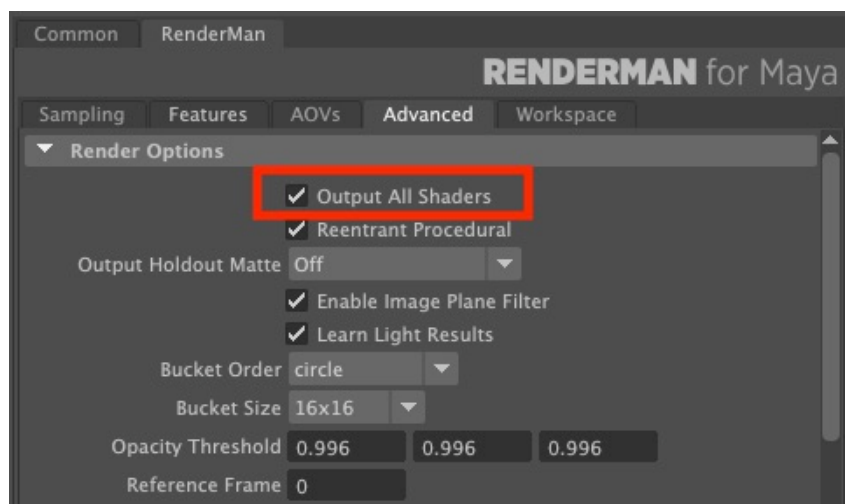 Common RenderMan
RENDERMAN for Maya
Sampling Features AOVs Advanced Workspace
Render Options
Output All Shaders
Reentrant Procedural
Output Holdout Matte Off
Enable Image Plane Filter
Learn Light Results
Bucket Order circle
Bucket Size 16x16
Opacity Threshold 0.996 0.996 0.996
Reference Frame 0